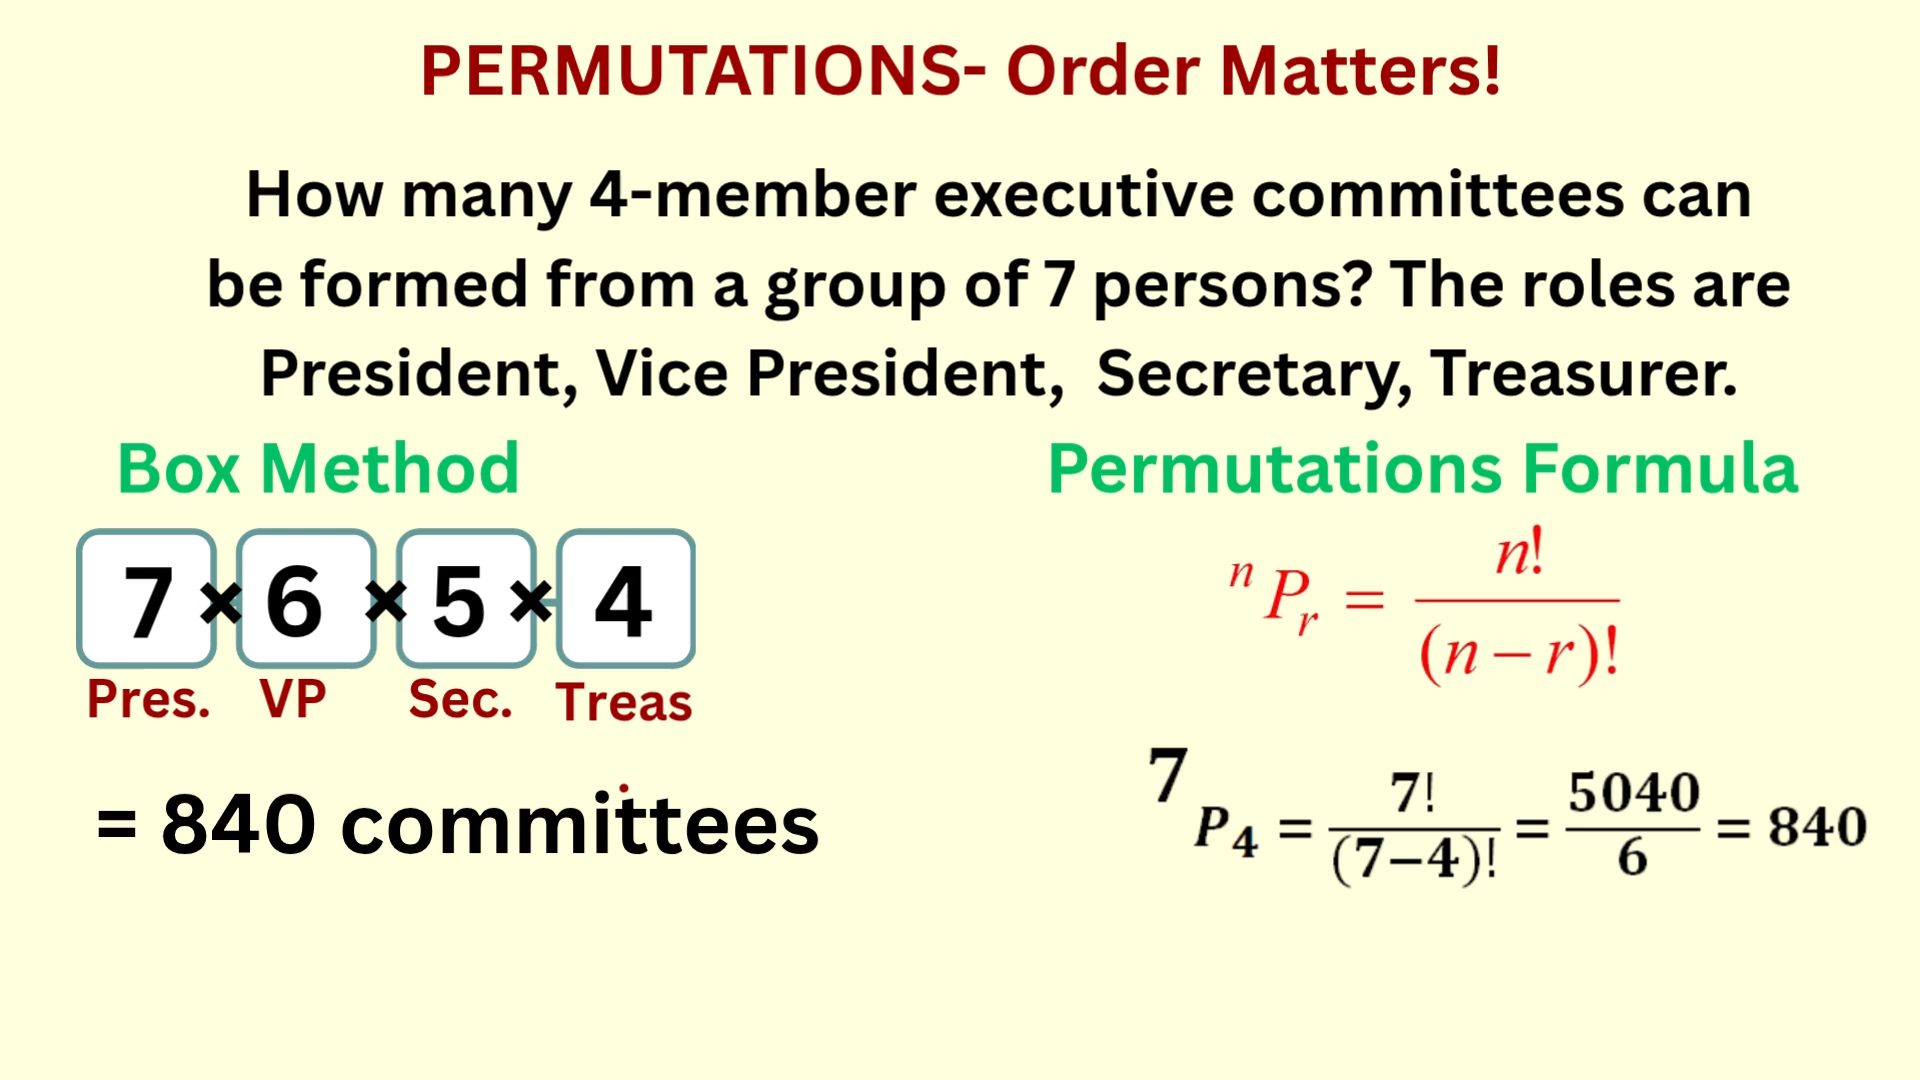 PERMUTATIONS- Order Matters!
How many 4-member executive committees can
be formed from a group of 7 persons? The roles are
President, Vice President, Secretary, Treasurer.
Box Method
7 × 6 × 5 × 4
Pres. VP Sec. Treas
= 840 committees
Permutations Formula
ⁿPᵣ = n! / (n – r)!
⁷P₄ = 7! / (7–4)! = 5040 / 6 = 840